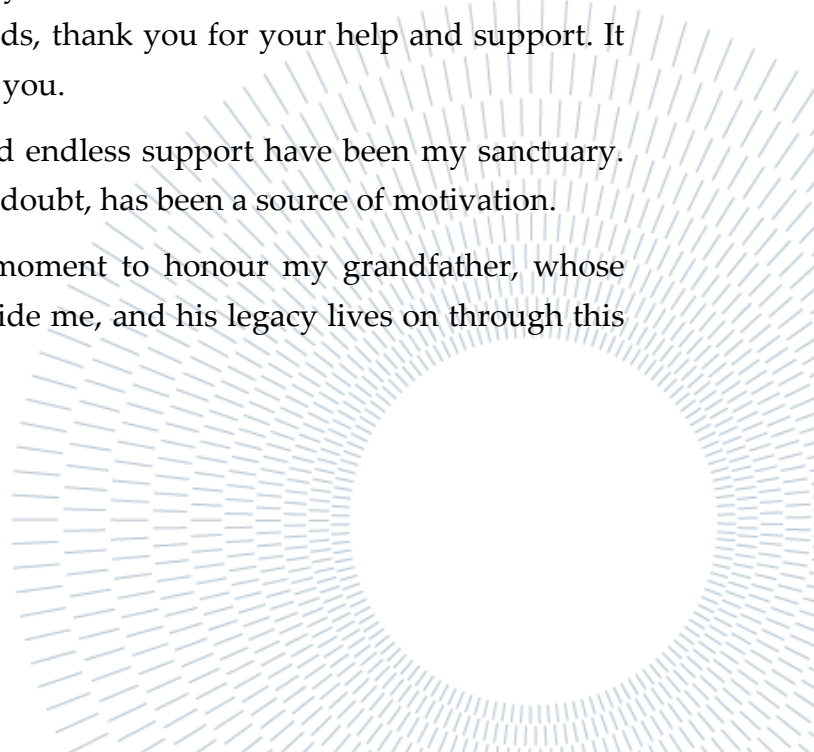 ds, thank you for your help and support. It
you.
d endless support have been my sanctuary.
doubt, has been a source of motivation.
moment to honour my grandfather, whose
ide me, and his legacy lives on through this